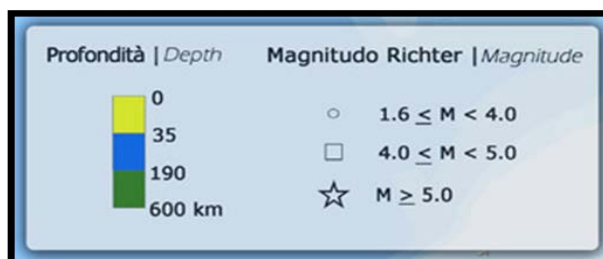 Profondità | Depth
Magnitudo Richter | Magnitude
0
35
190
600 km
1.6 ≤ M < 4.0
4.0 ≤ M < 5.0
M ≥ 5.0